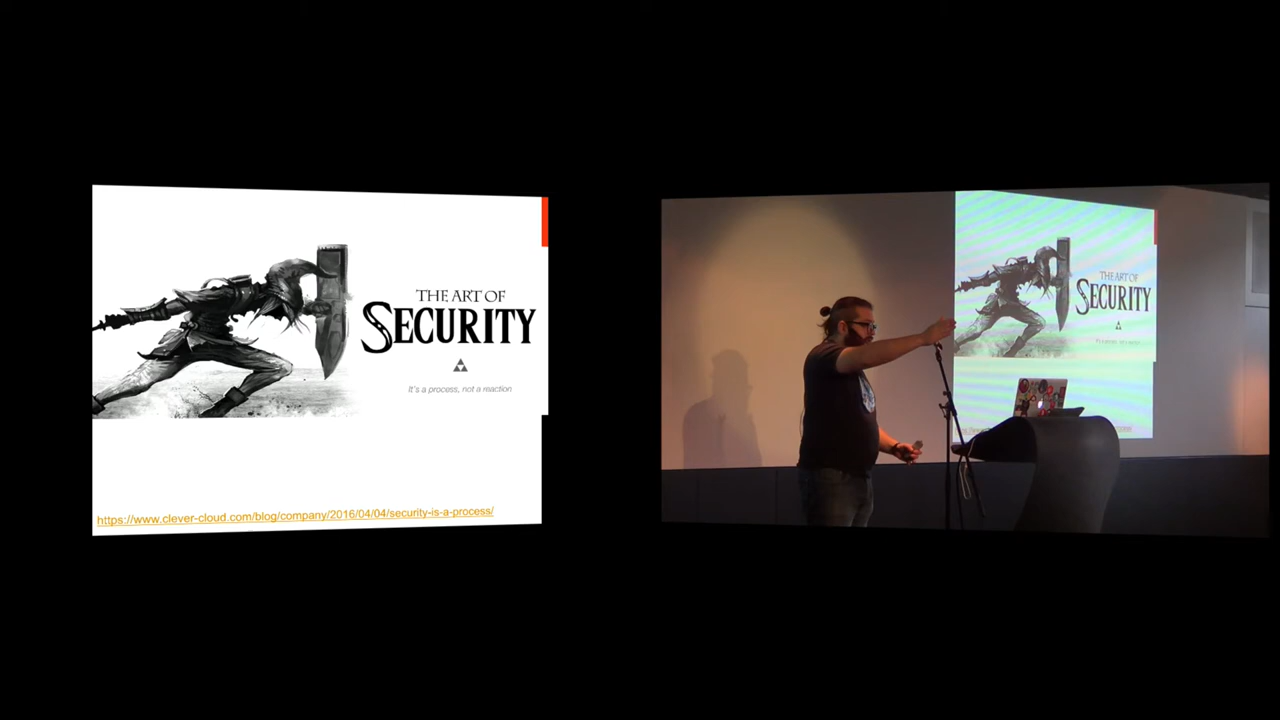 THE ART OF
SECURITY
It's a process, not a reaction
https://www.clever-cloud.com/blog/company/2016/04/04/security-is-a-process/
THE ART OF
SECURITY